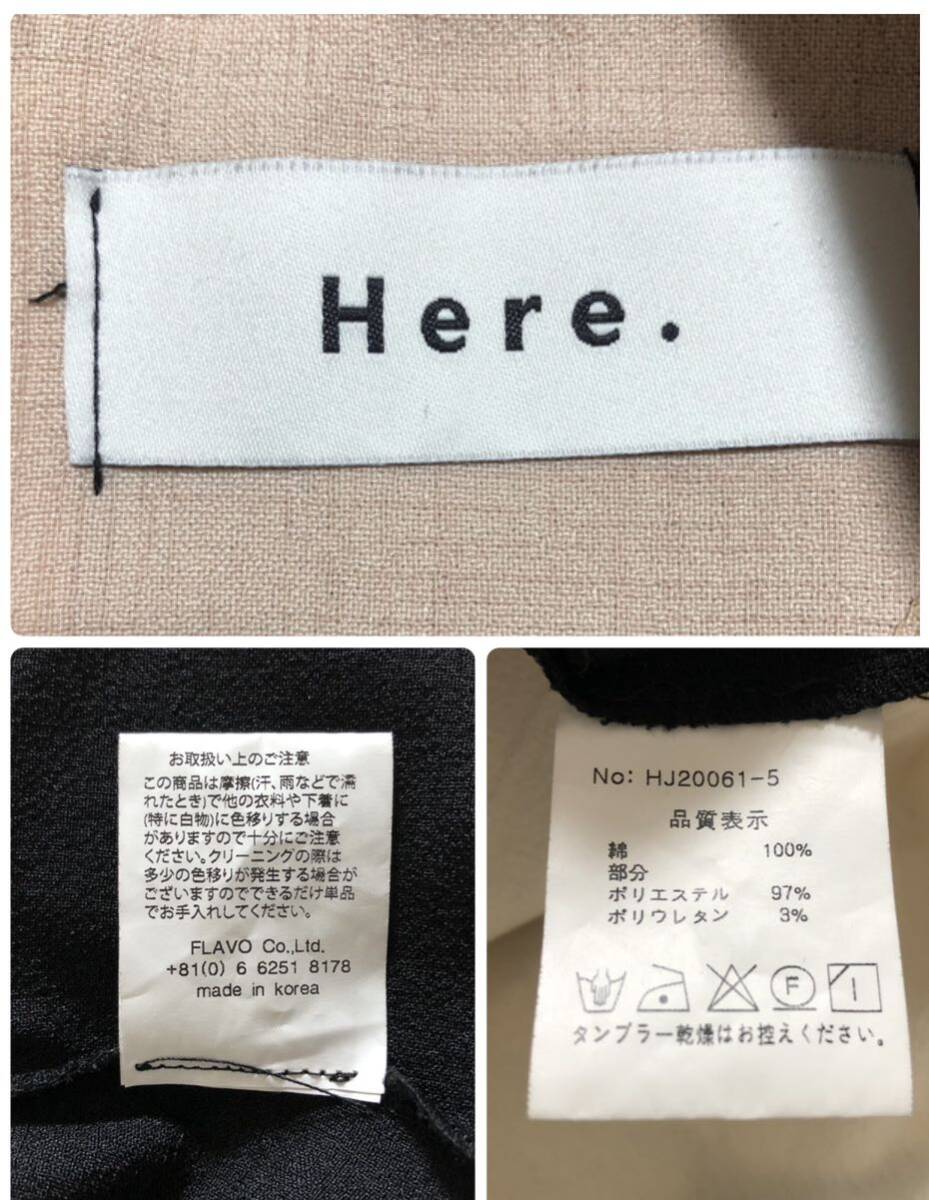 Here.
お取扱い上のご注意
この商品は摩擦(汗、雨などで濡
れたとき)で他の衣料や下着に
(特に白物)に色移りする場合
がありますので十分にご注意
ください。クリーニングの際は
多少の色移りが発生する場合が
ございますのでできるだけ単品
でお手入れしてください。
FLAVO Co.,Ltd.
+81(0) 6 6251 8178
made in korea
No: HJ20061-5
品質表示
綿 100%
部分
ポリエステル 97%
ポリウレタン 3%
F
タンブラー乾燥はお控えください。